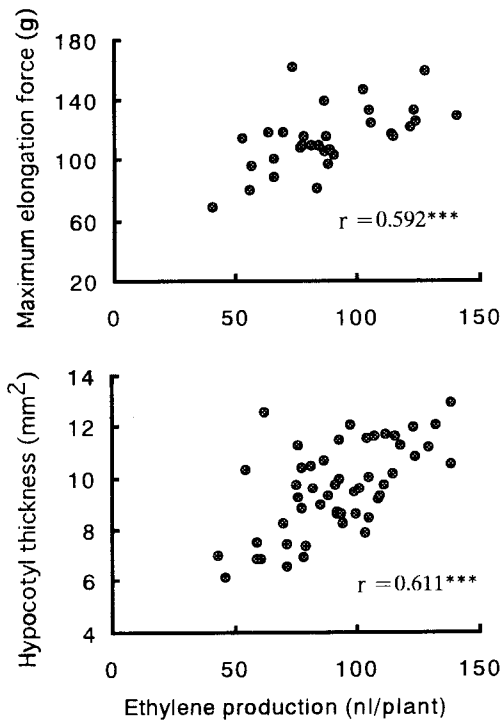 Maximum elongation force (g)
180
140
100
60
20
r = 0.592***
0 50 100 150
Hypocotyl thickness (mm²)
14
12
10
8
6
4
r = 0.611***
0 50 100 150
Ethylene production (nl/plant)